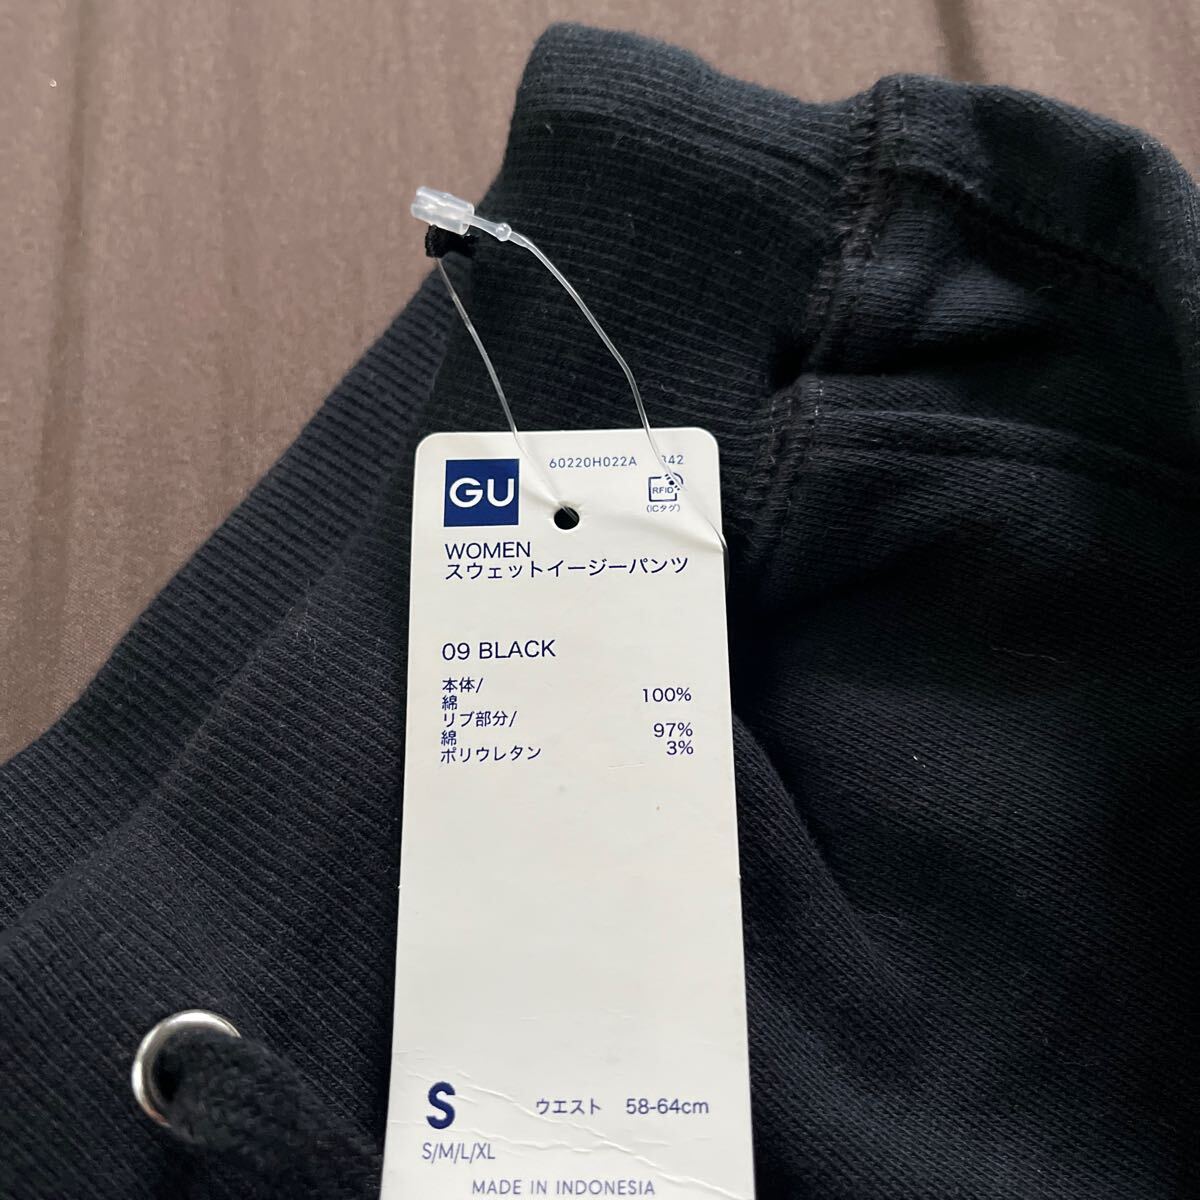 60220H022A 342
GU
RFID
(ICタグ)
WOMEN
スウェットイージーパンツ
09 BLACK
本体/
綿 100%
リブ部分/
綿 97%
ポリウレタン 3%
S ウエスト 58-64cm
S/M/L/XL
MADE IN INDONESIA